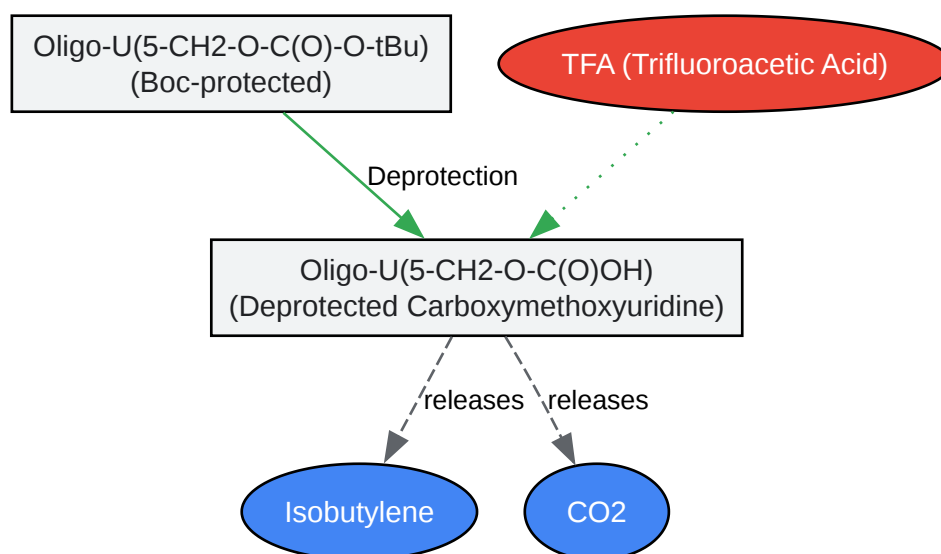 Oligo-U(5-CH2-O-C(O)-O-tBu)
(Boc-protected)
TFA (Trifluoroacetic Acid)
Deprotection
Oligo-U(5-CH2-O-C(O)OH)
(Deprotected Carboxymethoxyuridine)
releases
releases
Isobutylene
CO2